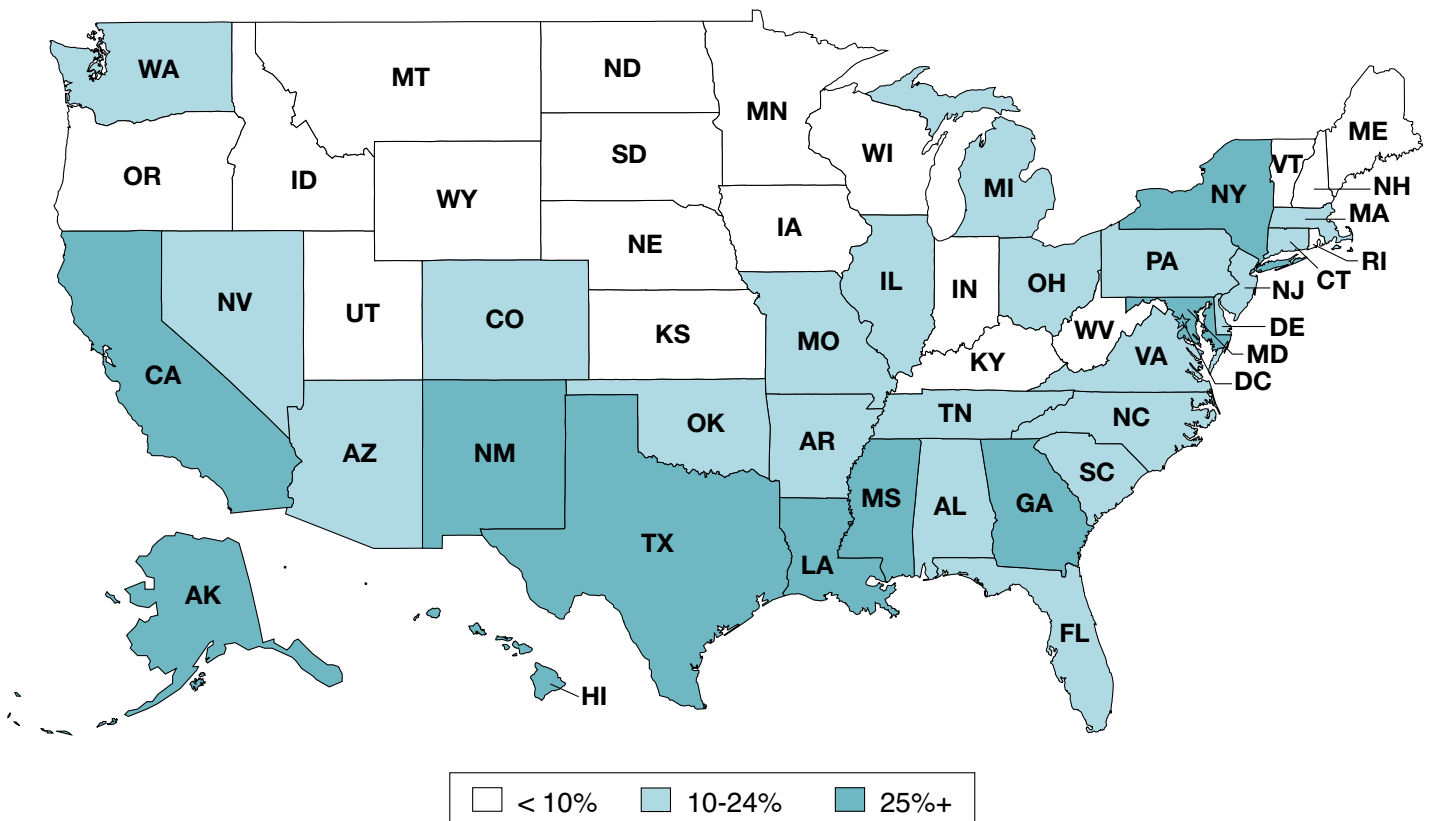 WA
MT
ND
MN
ME
OR
ID
WY
SD
WI
MI
VT
NH
NY
MA
NV
UT
CO
NE
IA
IL
IN
OH
PA
RI
CT
NJ
CA
KS
MO
KY
WV
VA
DE
MD
DC
AZ
NM
OK
AR
TN
NC
SC
MS
AL
GA
TX
LA
FL
AK
HI
< 10%
10-24%
25%+